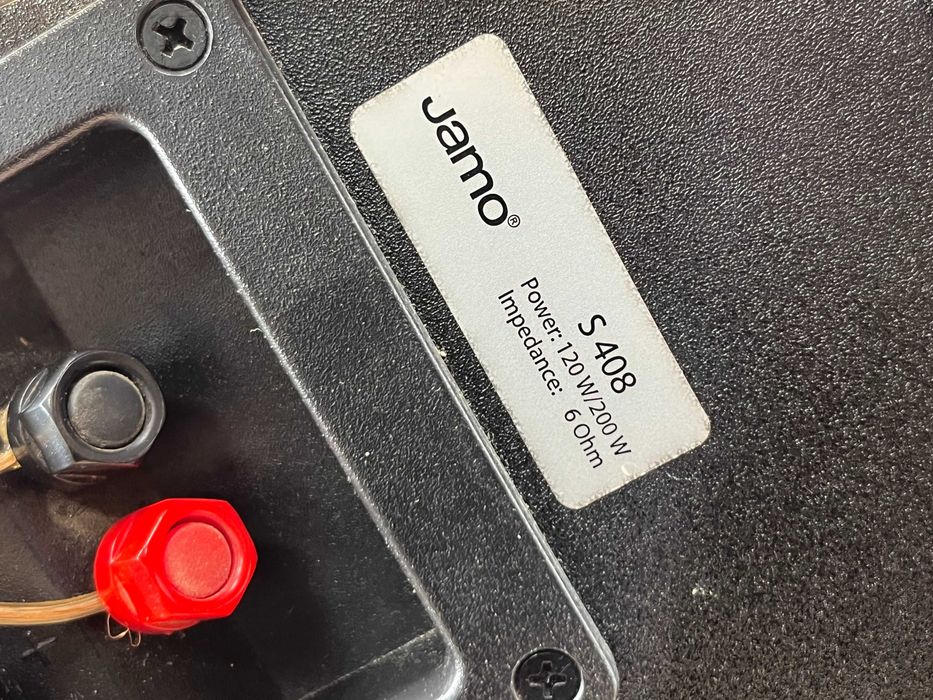 Jamo®
S 408
Power: 120 W/200 W
Impedance: 6 Ohm